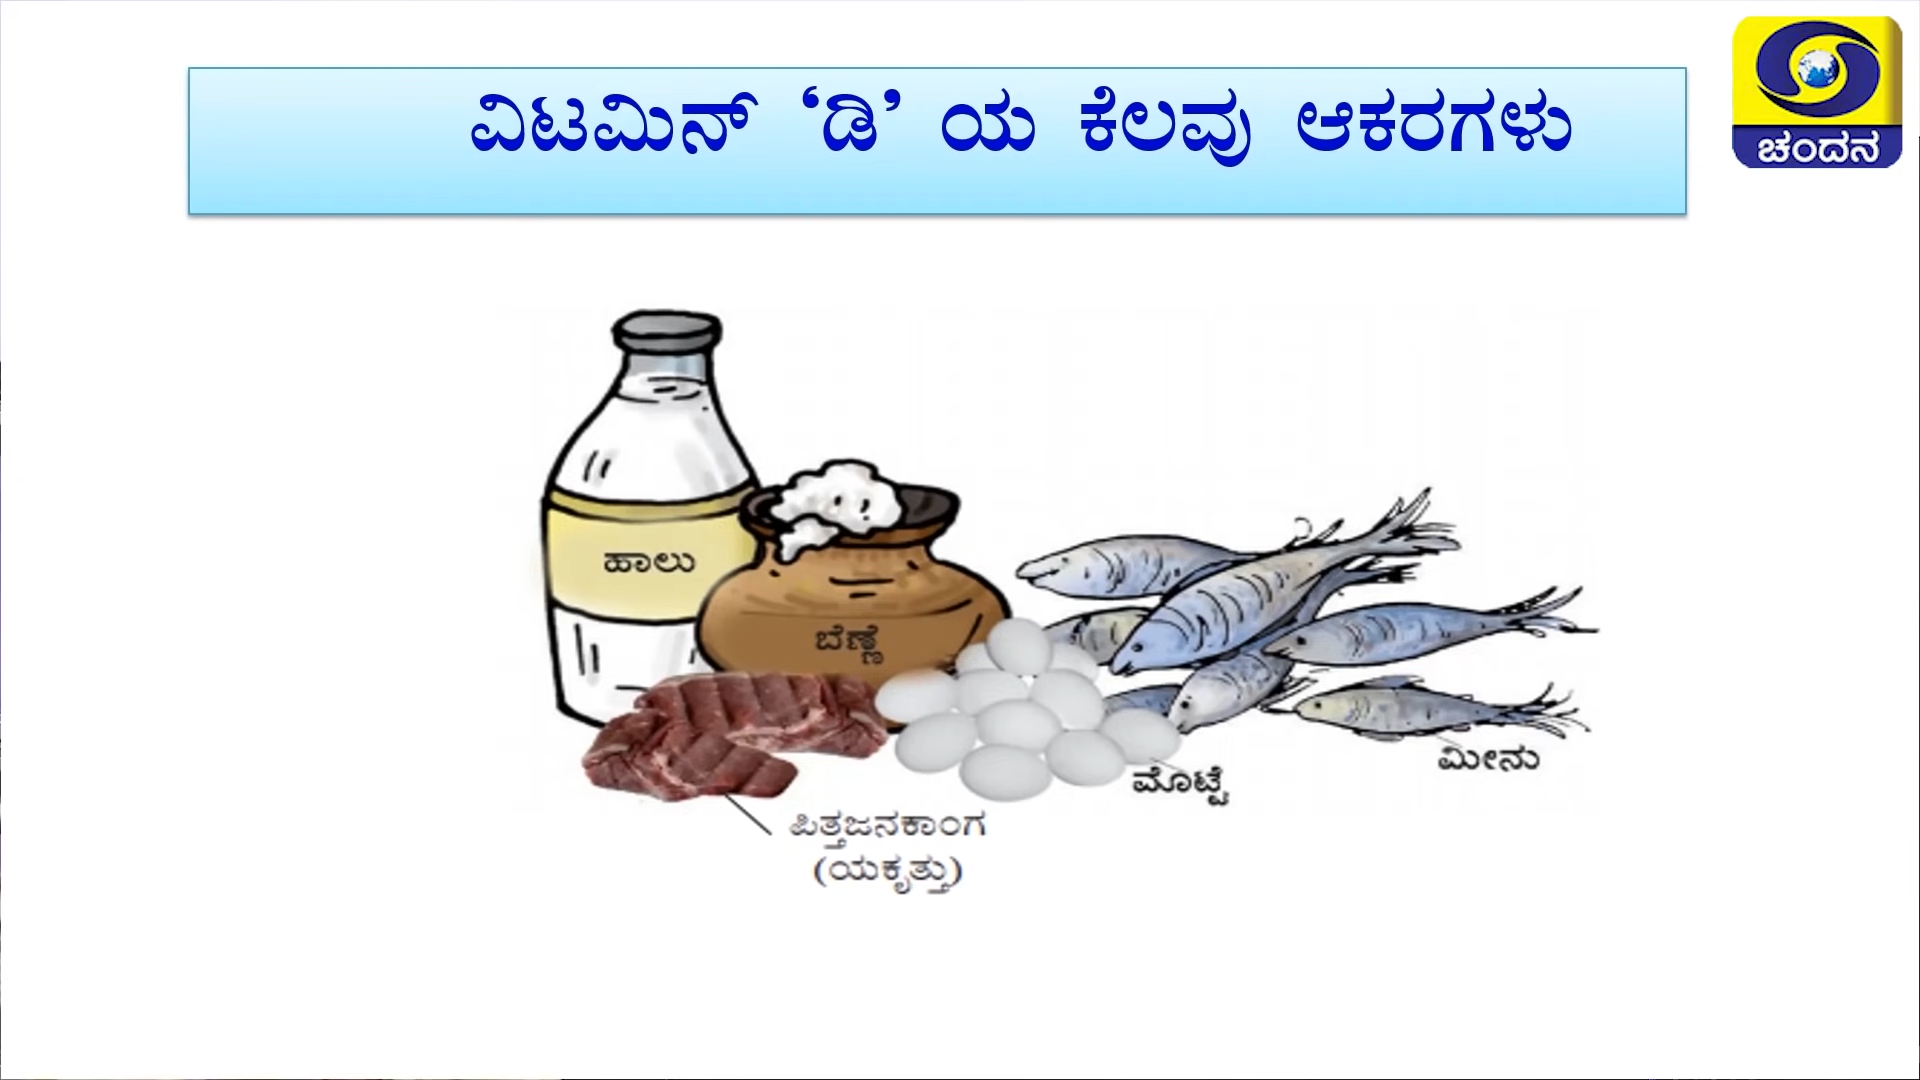 ವಿಟಮಿನ್ ‘ಡಿ’ ಯ ಕೆಲವು ಆಕರಗಳು
ಚಂದನ
ಹಾಲು
ಬೆಣ್ಣೆ
ಮೀನು
ಮೊಟ್ಟೆ
ಪಿತ್ತಜನಕಾಂಗ
(ಯಕೃತ್ತು)